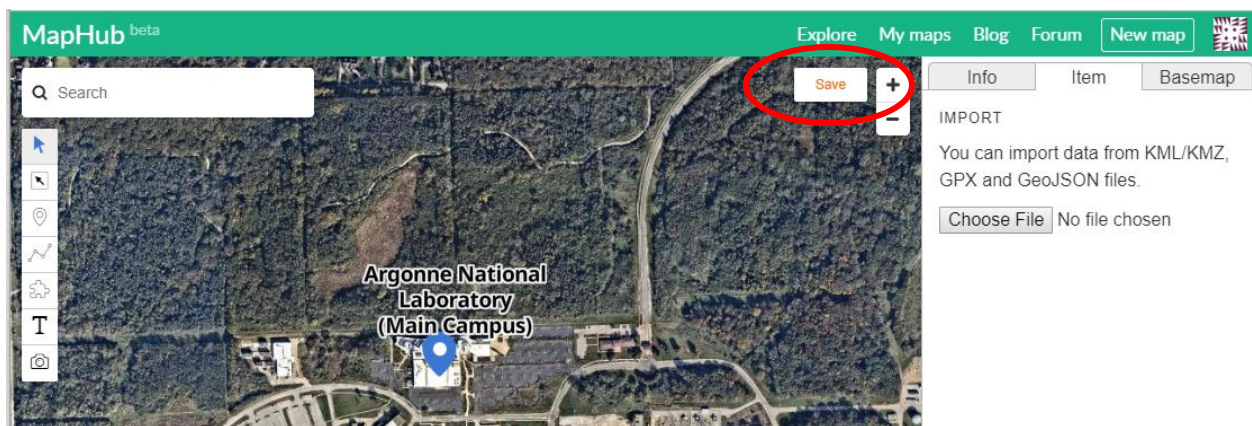 MapHub beta
Explore My maps Blog Forum New map
Search
Save
+
−
T
Argonne National
Laboratory
(Main Campus)
Info Item Basemap
IMPORT
You can import data from KML/KMZ,
GPX and GeoJSON files.
Choose File No file chosen